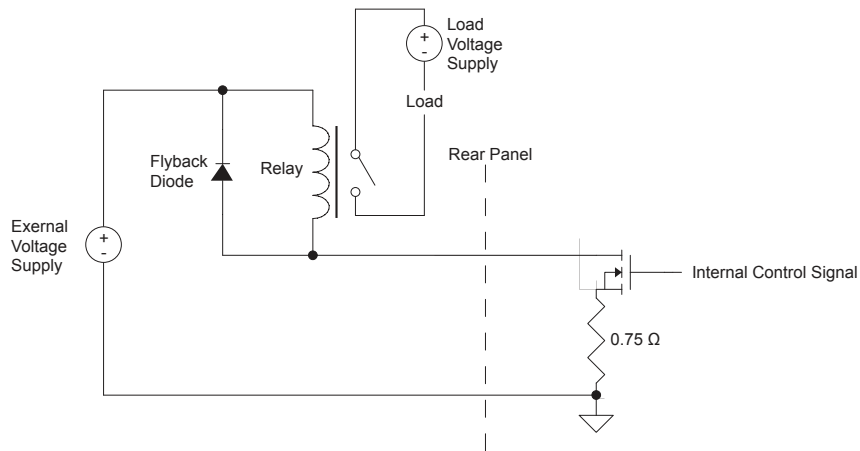 Load
Voltage
Supply
+
-
Load
Rear Panel
Flyback
Diode
Relay
Exernal
Voltage
Supply
+
-
Internal Control Signal
0.75 Ω